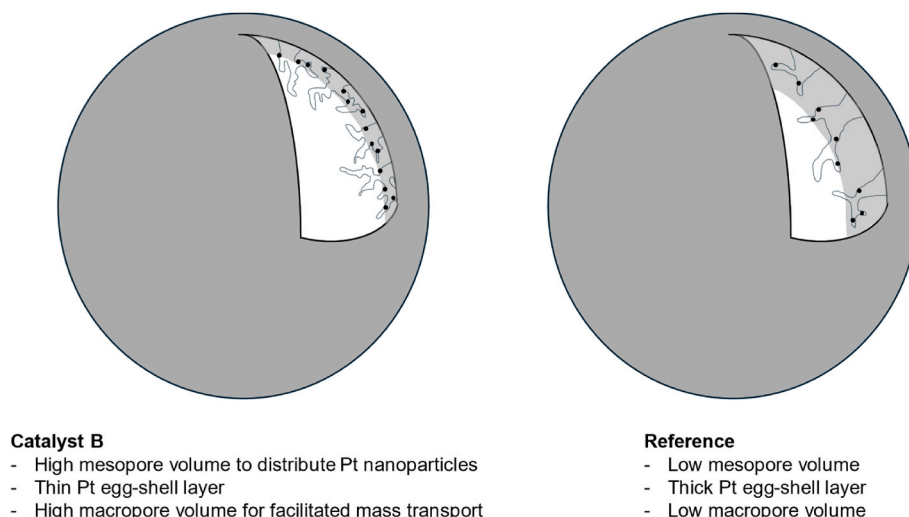 Catalyst B
- High mesopore volume to distribute Pt nanoparticles
- Thin Pt egg-shell layer
- High macropore volume for facilitated mass transport
Reference
- Low mesopore volume
- Thick Pt egg-shell layer
- Low macropore volume